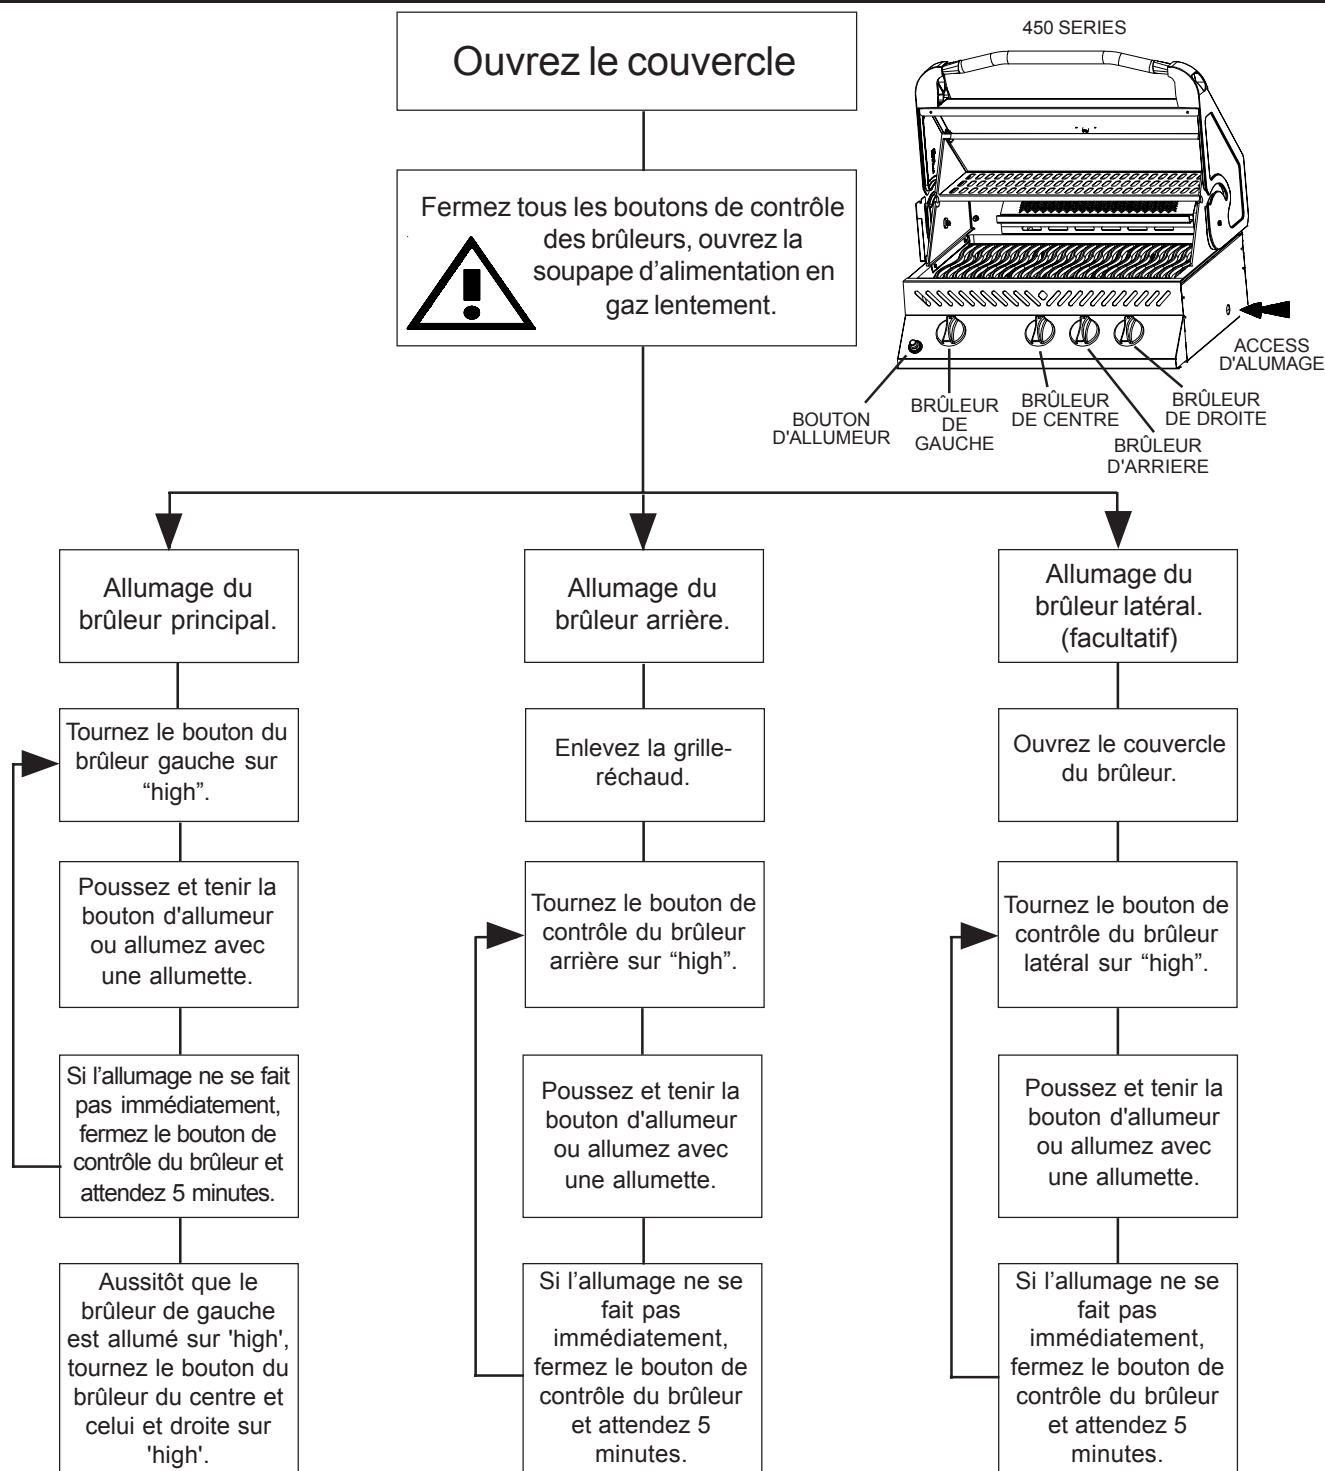 450 SERIES
Ouvrez le couvercle
Fermez tous les boutons de contrôle
des brûleurs, ouvrez la
soupape d’alimentation en
gaz lentement.
ACCESS
D'ALUMAGE
BOUTON
D'ALLUMEUR
BRÛLEUR
DE
GAUCHE
BRÛLEUR
DE CENTRE
BRÛLEUR
D'ARRIERE
BRÛLEUR
DE DROITE
Allumage du
brûleur principal.
Tournez le bouton du
brûleur gauche sur
“high”.
Poussez et tenir la
bouton d'allumeur
ou allumez avec
une allumette.
Si l’allumage ne se fait
pas immédiatement,
fermez le bouton de
contrôle du brûleur et
attendez 5 minutes.
Aussitôt que le
brûleur de gauche
est allumé sur 'high',
tournez le bouton du
brûleur du centre et
celui et droite sur
'high'.
Allumage du
brûleur arrière.
Enlevez la grille-
réchaud.
Tournez le bouton de
contrôle du brûleur
arrière sur “high”.
Poussez et tenir la
bouton d'allumeur
ou allumez avec
une allumette.
Si l’allumage ne se
fait pas
immédiatement,
fermez le bouton de
contrôle du brûleur
et attendez 5
minutes.
Allumage du
brûleur latéral.
(facultatif)
Ouvrez le couvercle
du brûleur.
Tournez le bouton de
contrôle du brûleur
latéral sur “high”.
Poussez et tenir la
bouton d'allumeur
ou allumez avec
une allumette.
Si l’allumage ne se
fait pas
immédiatement,
fermez le bouton de
contrôle du brûleur
et attendez 5
minutes.